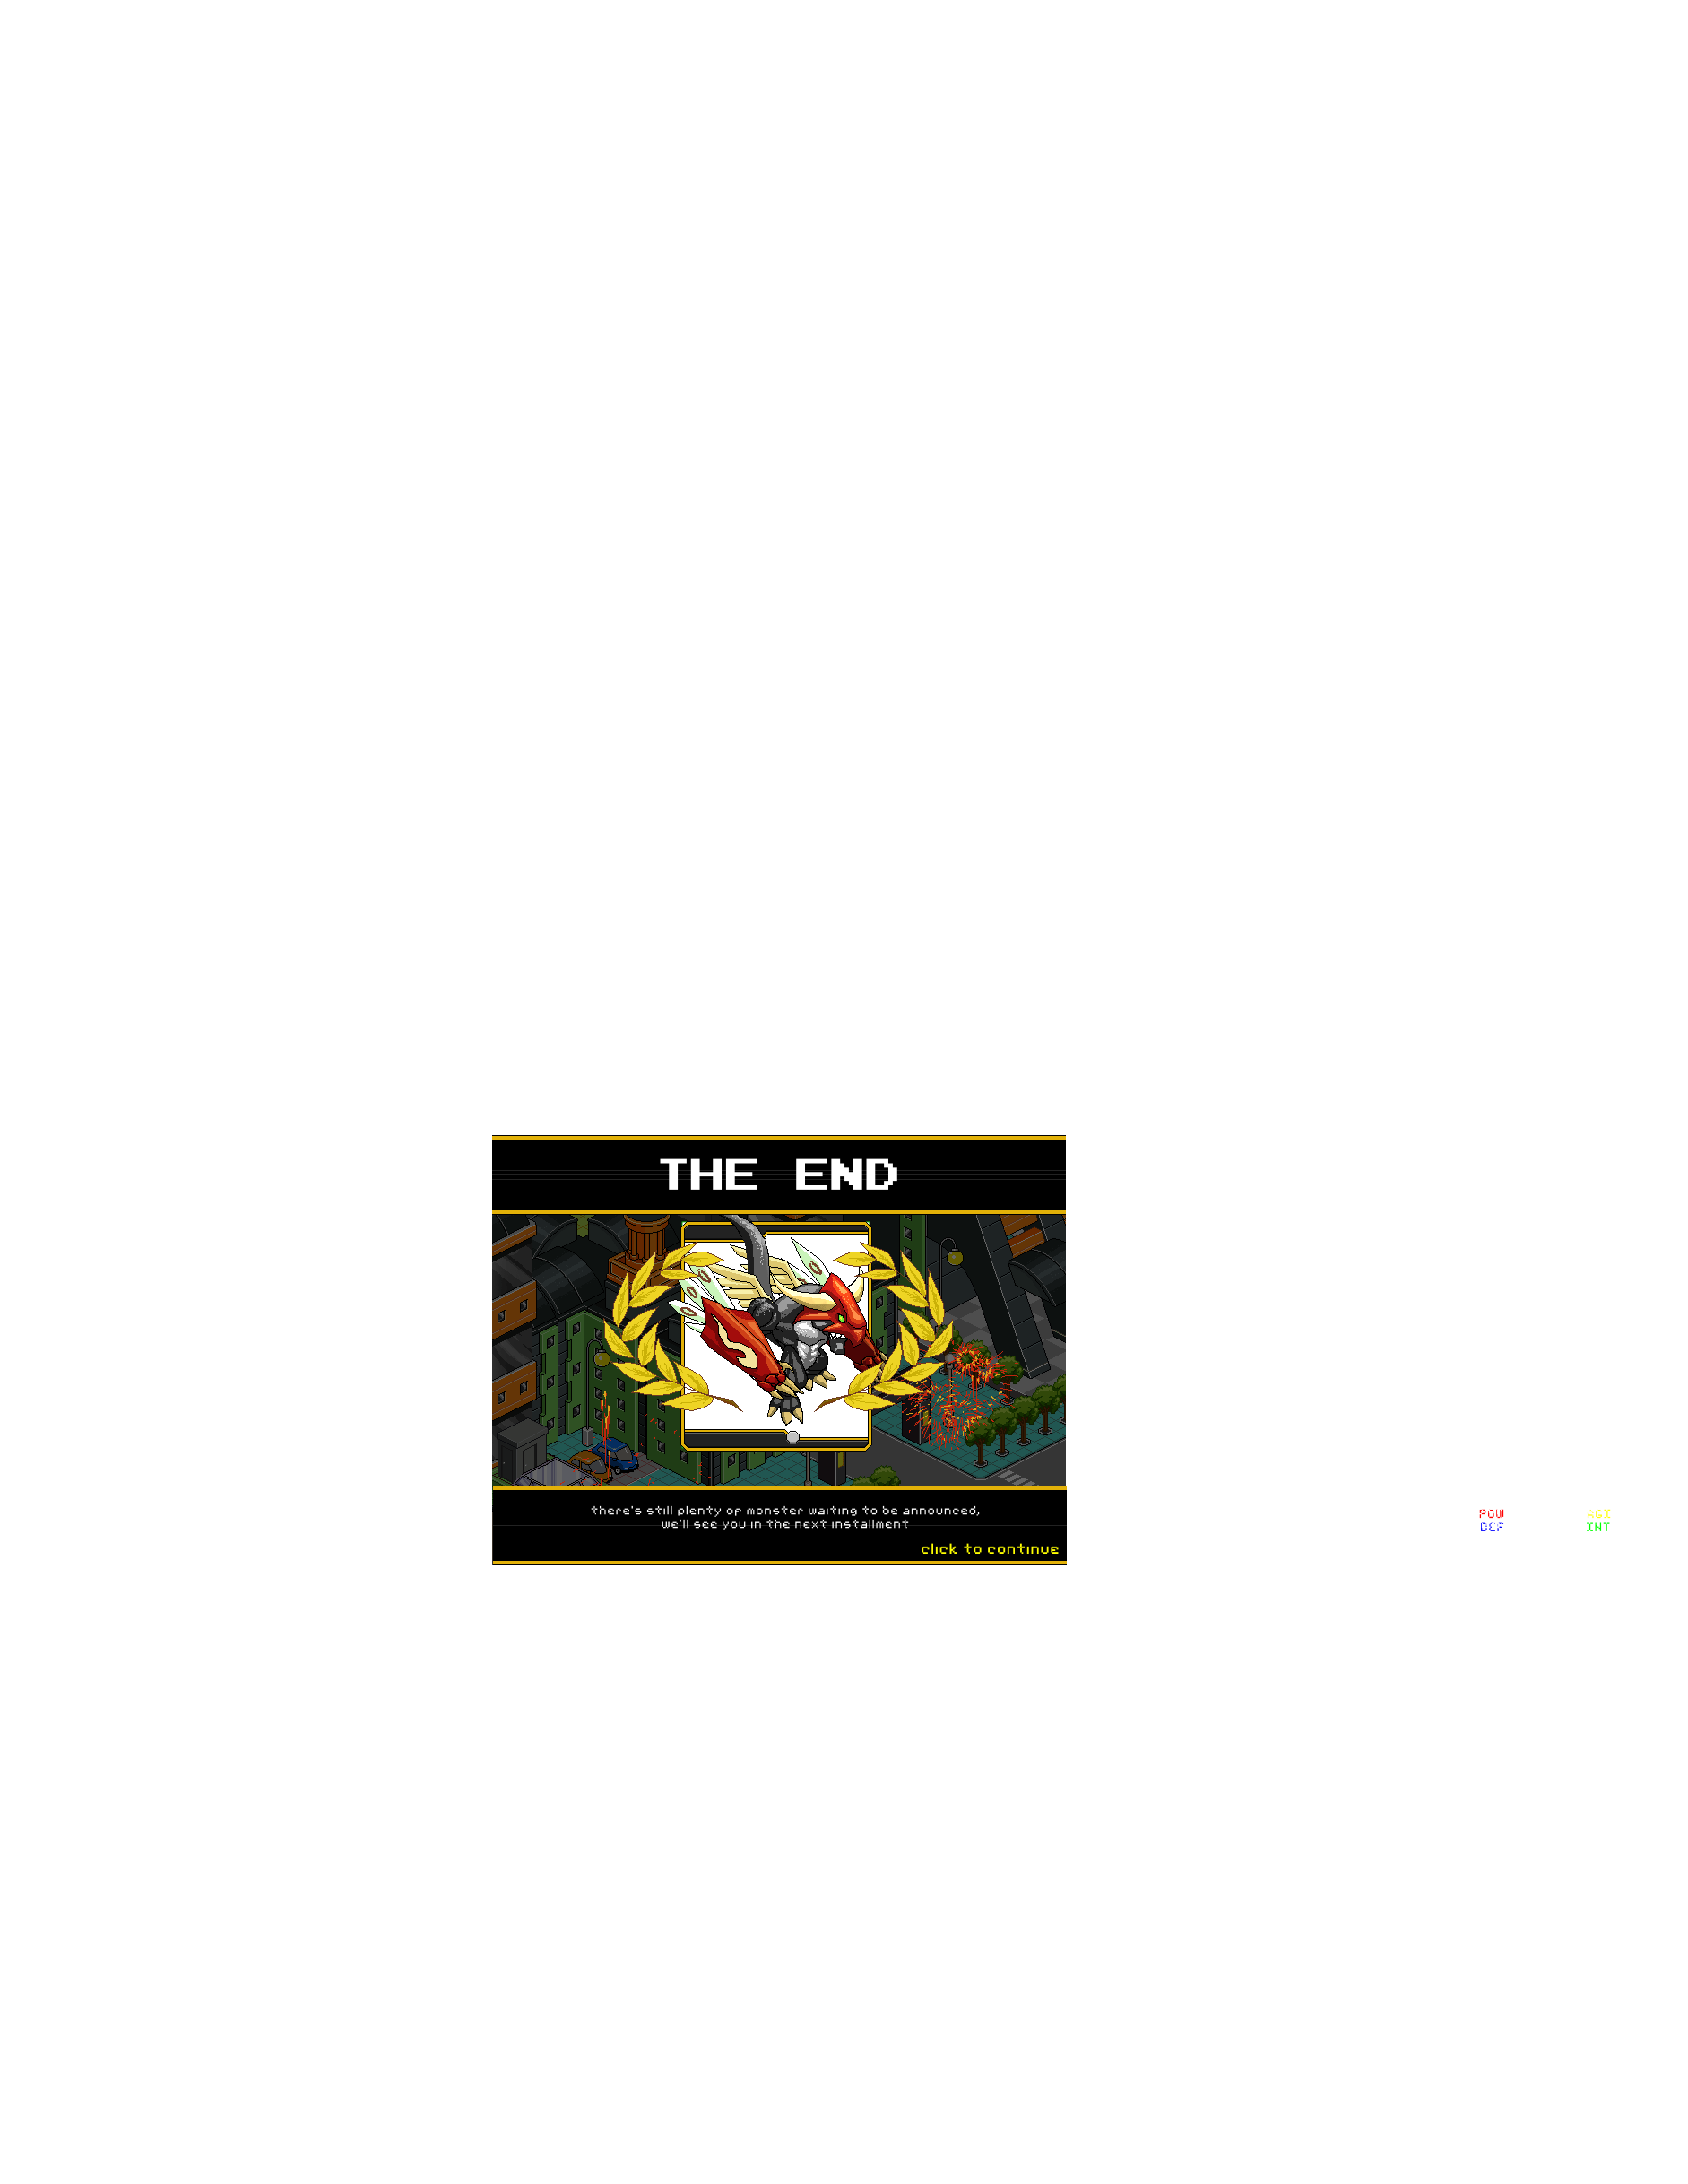 THE END
there's still plenty of monster waiting to be announced,
we'll see you in the next installment
click to continue
POW AGI
DEF INT